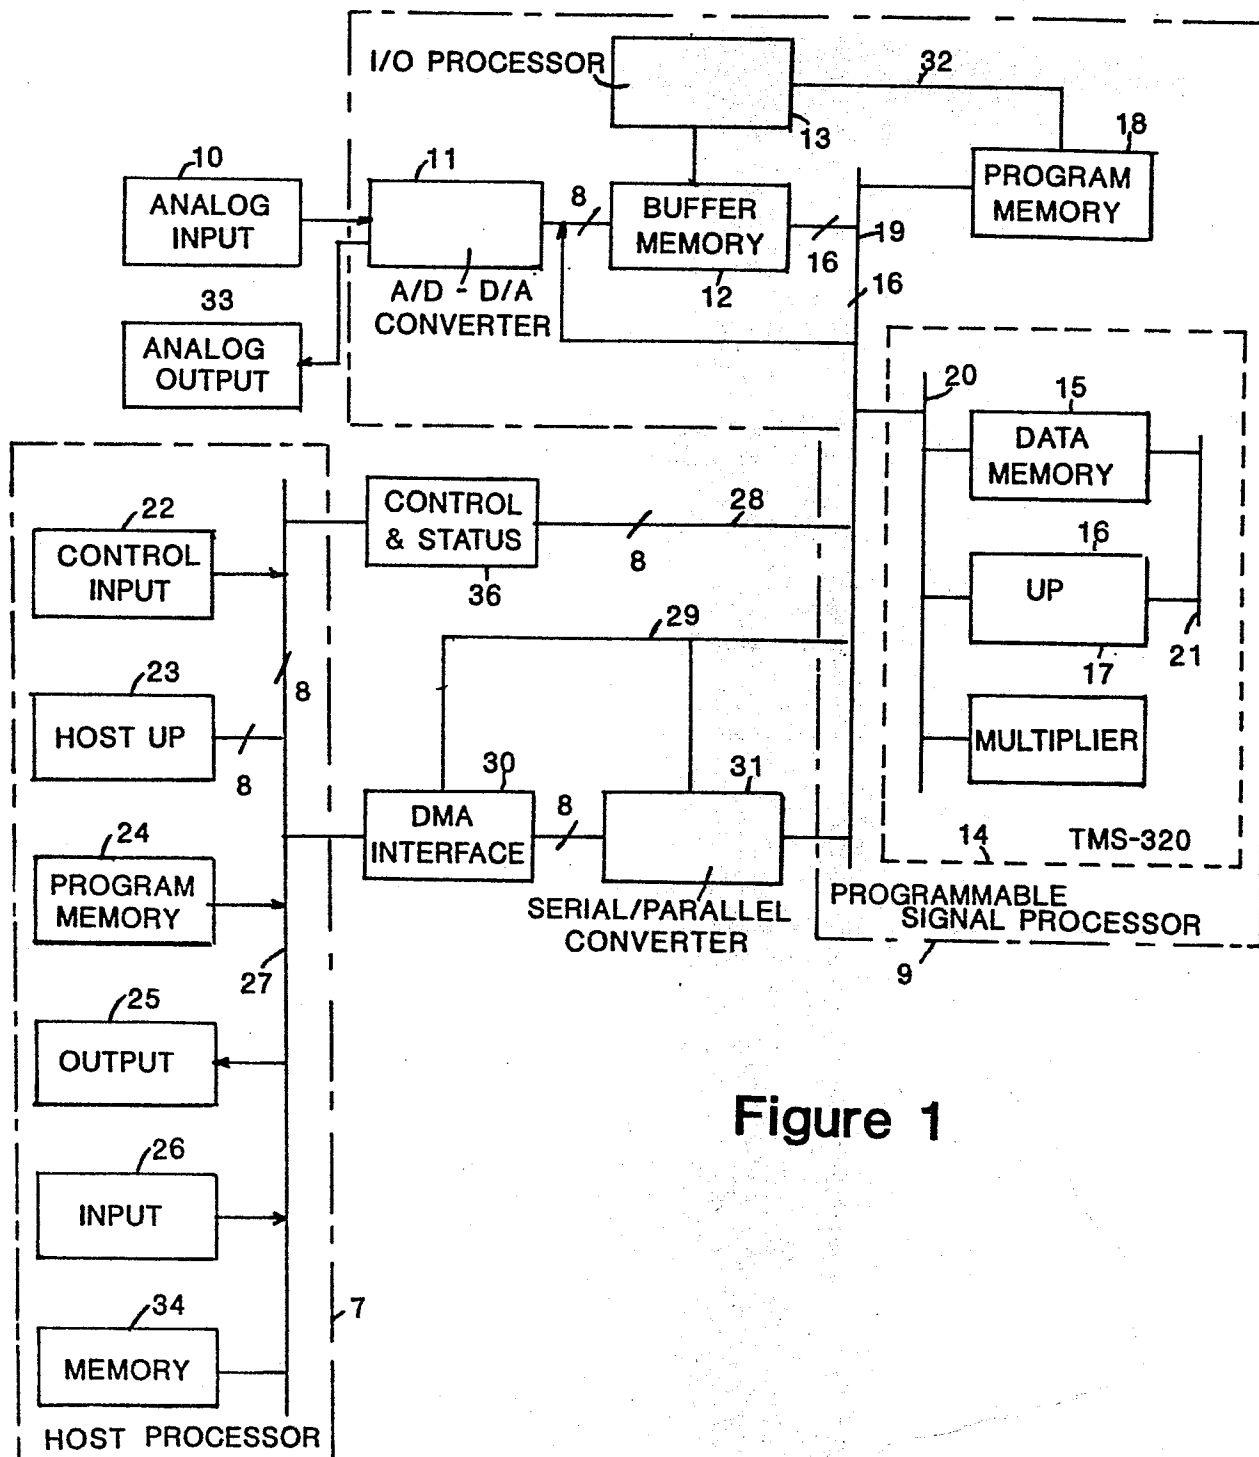 I/O PROCESSOR
32
13
18
PROGRAM
MEMORY
10
ANALOG
INPUT
11
8
BUFFER
MEMORY
12
16
19
16
A/D - D/A
CONVERTER
33
ANALOG
OUTPUT
20
15
DATA
MEMORY
22
CONTROL
INPUT
CONTROL
& STATUS
36
8
28
16
UP
17
21
29
8
23
HOST UP
8
MULTIPLIER
30
DMA
INTERFACE
8
31
SERIAL/PARALLEL
CONVERTER
14
TMS-320
PROGRAMMABLE
SIGNAL PROCESSOR
9
24
PROGRAM
MEMORY
27
25
OUTPUT
26
INPUT
34
MEMORY
7
HOST PROCESSOR
Figure 1